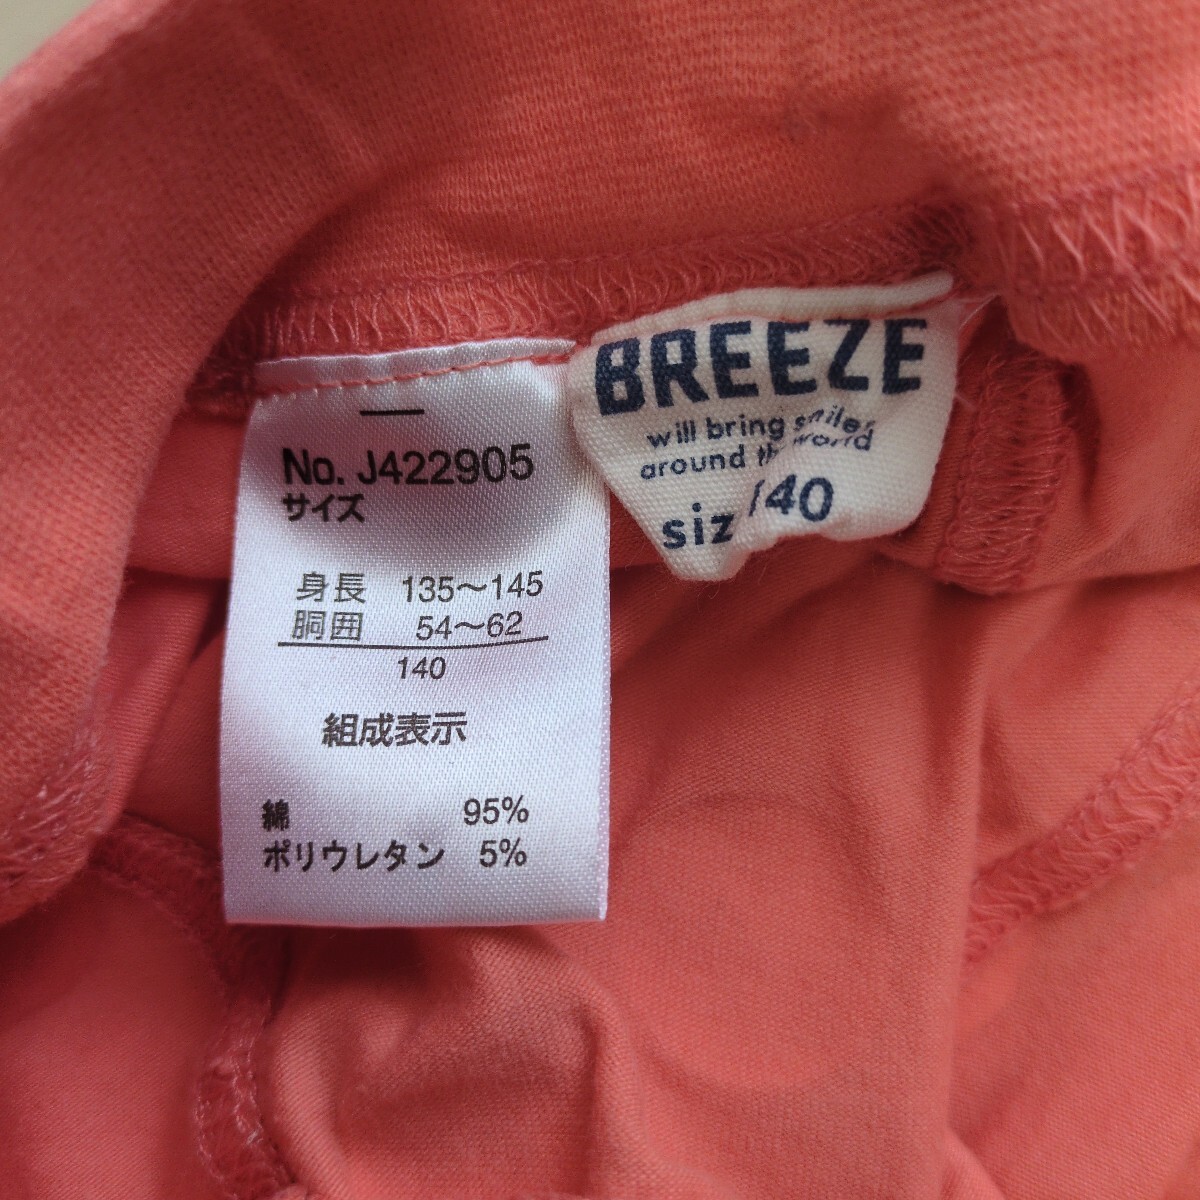 No. J422905
サイズ
身長 135～145
胴囲 54～62
140
組成表示
綿 95%
ポリウレタン 5%
BREEZE
will bring smiles
around the world
140